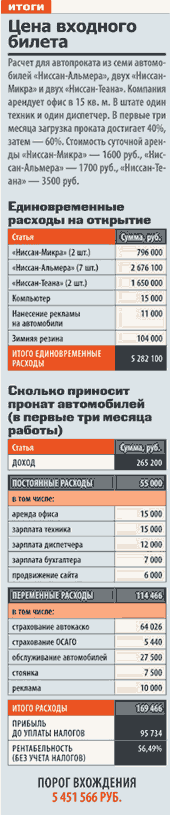 итоги
Цена входного
билета
Расчет для автопроката из семи автомо-
билей «Ниссан-Альмера», двух «Ниссан-
Микра» и двух «Ниссан-Теана». Компания
арендует офис в 15 кв. м. В штате один
техник и один диспетчер. В первые три
месяца загрузка проката достигает 40%,
затем — 60%. Стоимость суточной арен-
ды «Ниссан-Микра» — 1600 руб., «Нис-
сан-Альмера» — 1700 руб., «Ниссан-Те-
ана» — 3500 руб.
Единовременные
расходы на открытие
Статья Сумма, руб.
«Ниссан-Микра» (2 шт.) 796 000
«Ниссан-Альмера» (7 шт.) 2 676 100
«Ниссан-Теана» (2 шт.) 1 650 000
Компьютер 15 000
Нанесение рекламы
на автомобили 11 000
Зимняя резина 104 000
ИТОГО ЕДИНОВРЕМЕННЫЕ
РАСХОДЫ 5 282 100
Сколько приносит
прокат автомобилей
(в первые три месяца
работы)
Статья Сумма, руб.
ДОХОД 265 200
ПОСТОЯННЫЕ РАСХОДЫ 55 000
в том числе:
аренда офиса 15 000
зарплата техника 15 000
зарплата диспетчера 12 000
зарплата бухгалтера 7 000
продвижение сайта 6 000
ПЕРЕМЕННЫЕ РАСХОДЫ 114 466
в том числе:
страхование автокаско 64 026
страхование ОСАГО 5 440
обслуживание автомобилей 27 500
стоянка 7 500
реклама 10 000
ИТОГО РАСХОДЫ 169 466
ПРИБЫЛЬ
ДО УПЛАТЫ НАЛОГОВ 95 734
РЕНТАБЕЛЬНОСТЬ
(БЕЗ УЧЕТА НАЛОГОВ) 56,49%
ПОРОГ ВХОЖДЕНИЯ
5 451 566 РУБ.